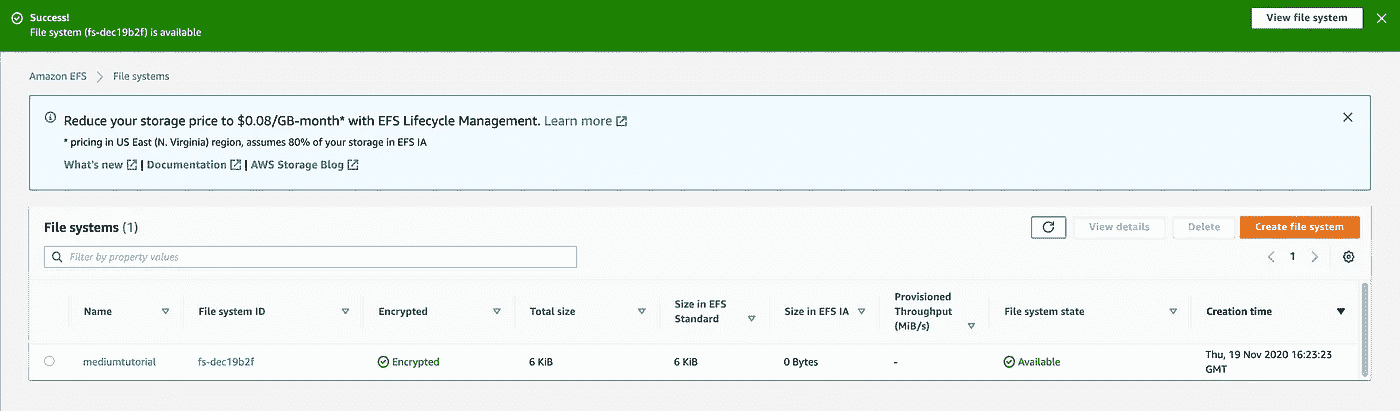 Success!
View file system
File system (fs-dec19b2f) is available
Amazon EFS > File systems
Reduce your storage price to $0.08/GB-month* with EFS Lifecycle Management. Learn more
* pricing in US East (N. Virginia) region, assumes 80% of your storage in EFS IA
What's new | Documentation | AWS Storage Blog
File systems (1)
View details
Delete
Create file system
Filter by property values
1
Name
File system ID
Encrypted
Total size
Size in EFS
Standard
Size in EFS IA
Provisioned
Throughput
(MiB/s)
File system state
Creation time
mediumtutorial
fs-dec19b2f
Encrypted
6 KiB
6 KiB
0 Bytes
-
Available
Thu, 19 Nov 2020 16:23:23
GMT